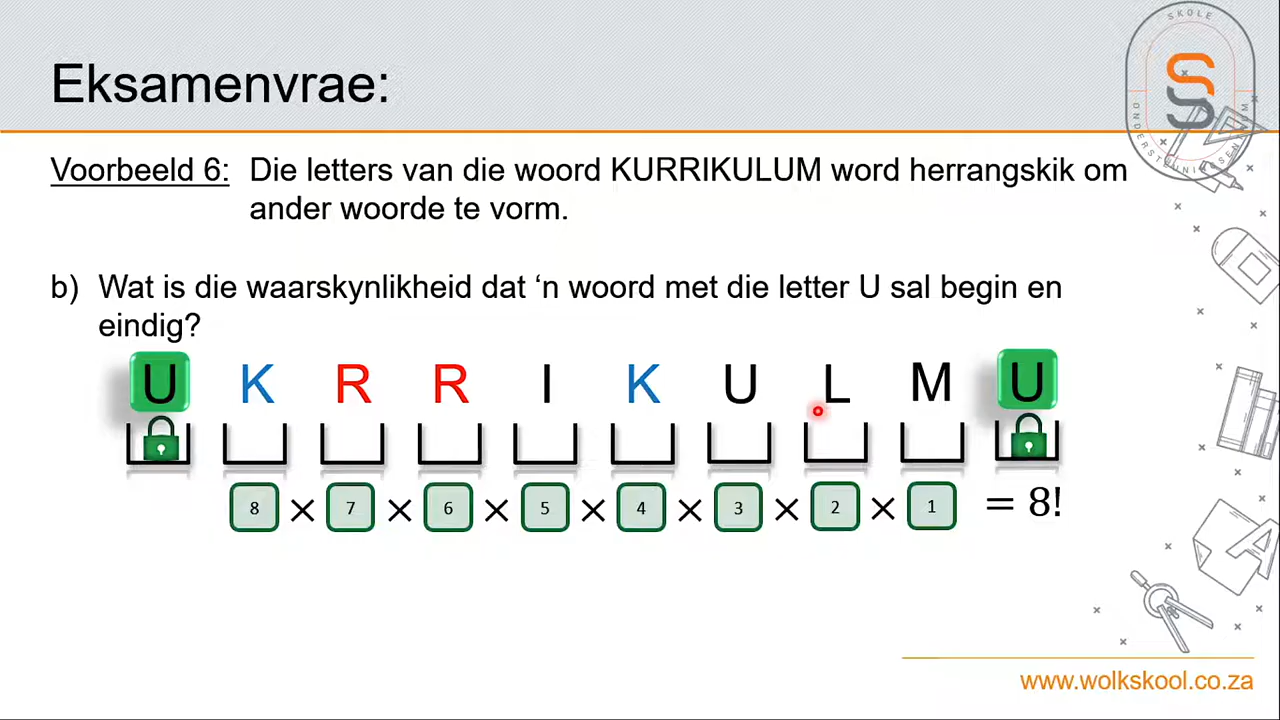 SKOLE
ONDERSTEUNINGSENTRUM
Eksamenvrae:
Voorbeeld 6: Die letters van die woord KURRIKULUM word herrangskik om
ander woorde te vorm.
b) Wat is die waarskynlikheid dat ‘n woord met die letter U sal begin en
eindig?
U K R R I K U L M U
8 × 7 × 6 × 5 × 4 × 3 × 2 × 1 = 8!
www.wolkskool.co.za